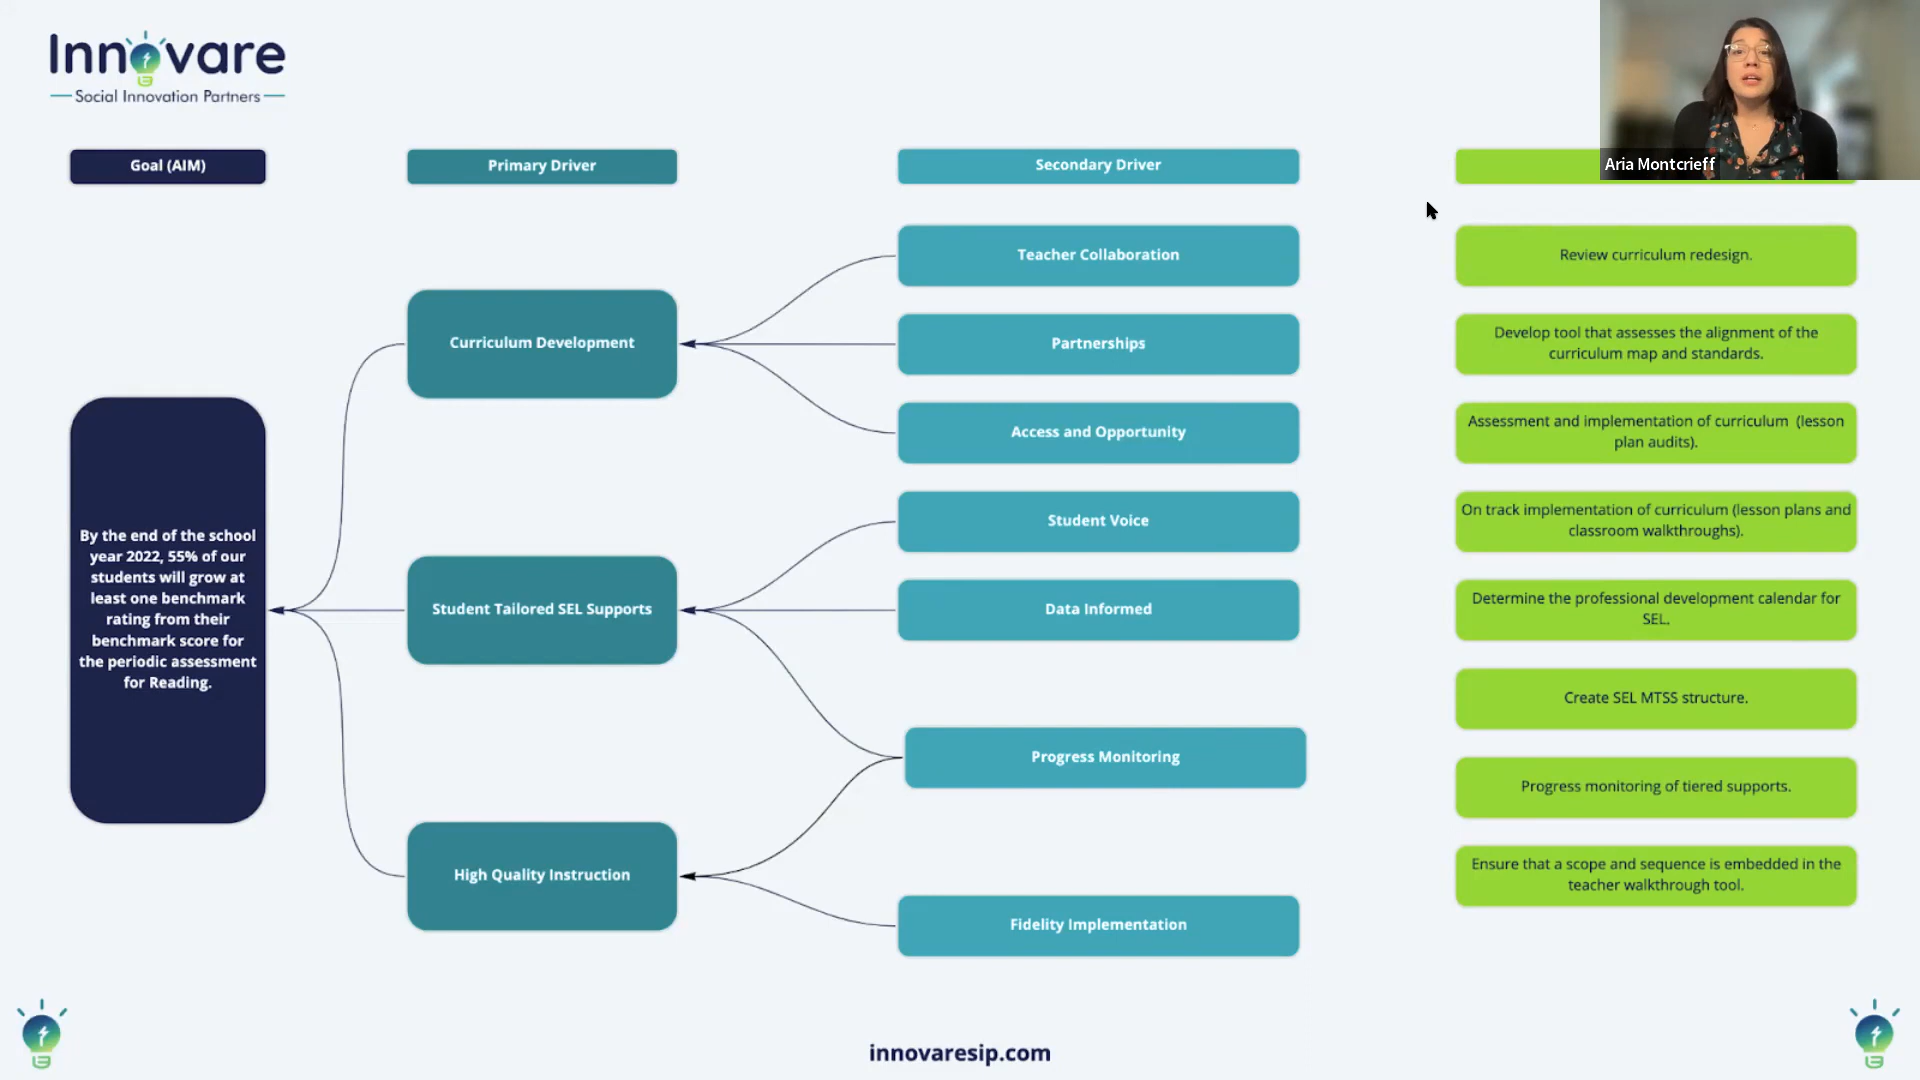 Innovare
Social Innovation Partners
Aria Montcrieff
Goal (AIM)
Primary Driver
Secondary Driver
By the end of the school
year 2022, 55% of our
students will grow at
least one benchmark
rating from their
benchmark score for
the periodic assessment
for Reading.
Curriculum Development
Student Tailored SEL Supports
High Quality Instruction
Teacher Collaboration
Partnerships
Access and Opportunity
Student Voice
Data Informed
Progress Monitoring
Fidelity Implementation
Review curriculum redesign.
Develop tool that assesses the alignment of the
curriculum map and standards.
Assessment and implementation of curriculum (lesson
plan audits).
On track implementation of curriculum (lesson plans and
classroom walkthroughs).
Determine the professional development calendar for
SEL.
Create SEL MTSS structure.
Progress monitoring of tiered supports.
Ensure that a scope and sequence is embedded in the
teacher walkthrough tool.
innovaresip.com